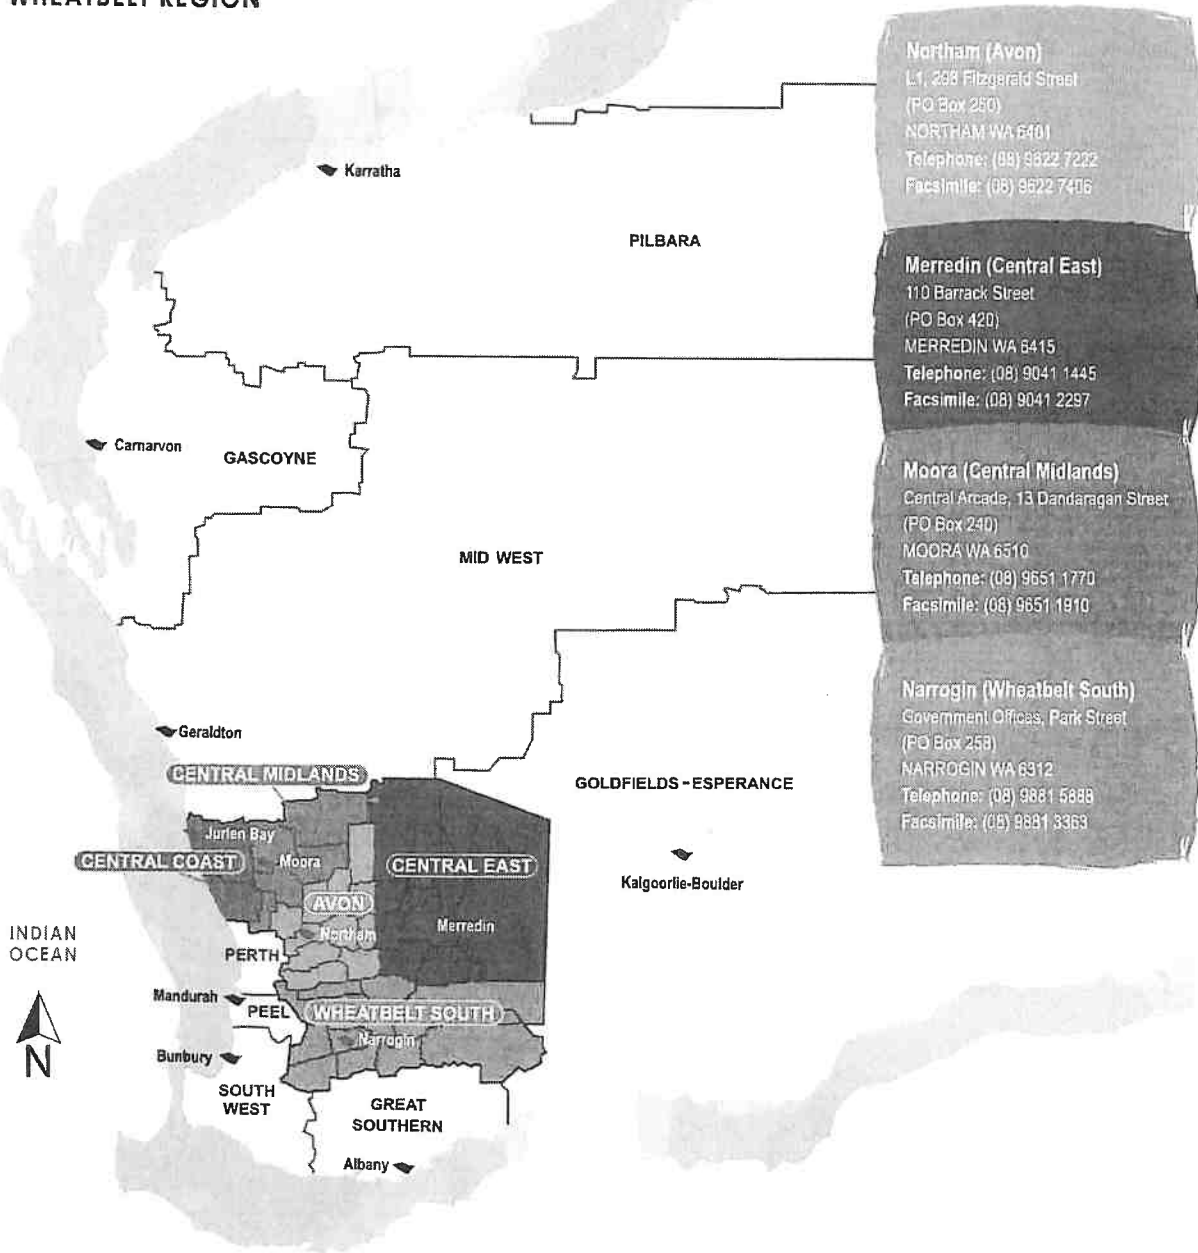 WHEATBELT REGION
Northam (Avon)
L1, 298 Fitzgerald Street
(PO Box 250)
NORTHAM WA 6401
Telephone: (08) 9622 7222
Facsimile: (08) 9622 7406
Karratha
PILBARA
Merredin (Central East)
110 Barrack Street
(PO Box 420)
MERREDIN WA 6415
Telephone: (08) 9041 1445
Facsimile: (08) 9041 2297
Carnarvon
GASCOYNE
Moora (Central Midlands)
Central Arcade, 13 Dandaragan Street
(PO Box 240)
MOORA WA 6510
Telephone: (08) 9651 1770
Facsimile: (08) 9651 1910
MID WEST
Narrogin (Wheatbelt South)
Government Offices, Park Street
(PO Box 258)
NARROGIN WA 6312
Telephone: (08) 9881 5888
Facsimile: (08) 9881 3363
Geraldton
CENTRAL MIDLANDS
GOLDFIELDS - ESPERANCE
Jurien Bay
CENTRAL COAST
Moora
CENTRAL EAST
Kalgoorlie-Boulder
AVON
Northam
Merredin
INDIAN
OCEAN
PERTH
Mandurah
PEEL
WHEATBELT SOUTH
Narrogin
N
Bunbury
SOUTH
WEST
GREAT
SOUTHERN
Albany